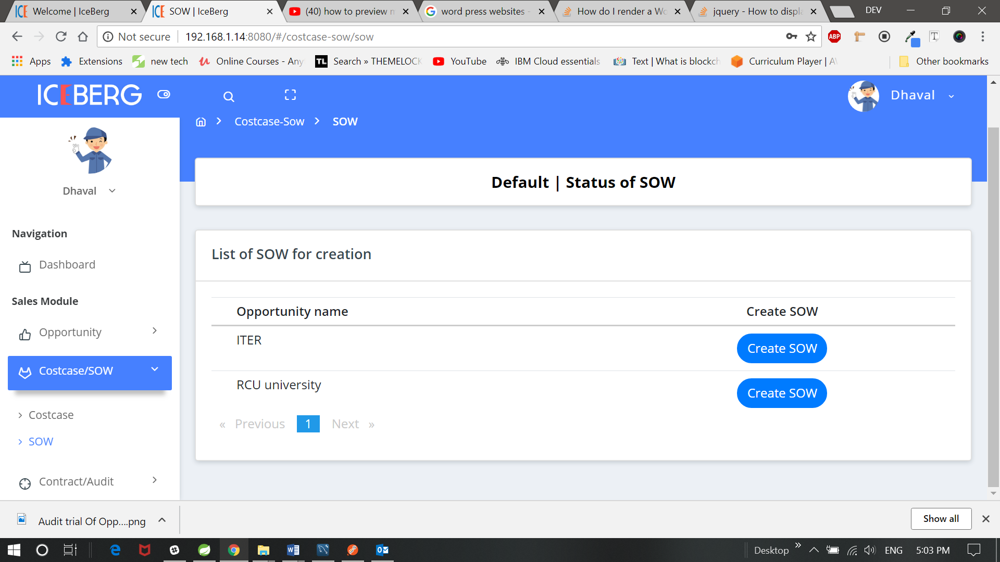 Welcome | IceBerg
SOW | IceBerg
(40) how to preview m
word press websites -
How do I render a Wo
jquery - How to displa
DEV
Not secure
192.168.1.14:8080/#/costcase-sow/sow
ABP
T
Apps
Extensions
new tech
Online Courses - Any
TL
Search » THEMELOCK
YouTube
IBM Cloud essentials
Text | What is blockch
Curriculum Player | AW
Other bookmarks
ICEBERG
Dhaval
Costcase-Sow
SOW
Dhaval
Default | Status of SOW
Navigation
Dashboard
Sales Module
Opportunity
Costcase/SOW
Costcase
SOW
Contract/Audit
List of SOW for creation
Opportunity name Create SOW
ITER Create SOW
RCU university Create SOW
« Previous 1 Next »
Audit trial Of Opp....png
Show all
Desktop
ENG
5:03 PM